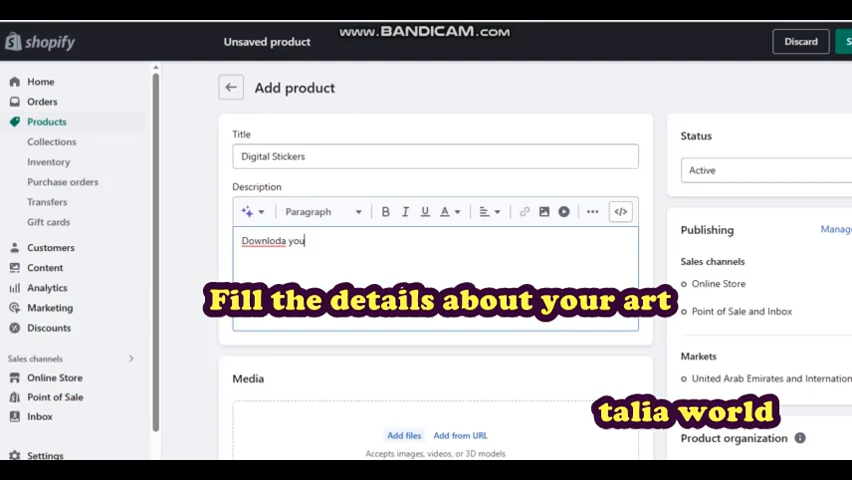 www.BANDICAM.com
shopify
Unsaved product
Discard
S
Home
Orders
Products
Collections
Inventory
Purchase orders
Transfers
Gift cards
Customers
Content
Analytics
Marketing
Discounts
Sales channels
Online Store
Point of Sale
Inbox
Settings
Add product
Title
Digital Stickers
Description
Paragraph
B I U A
</>
Downloda you
Fill the details about your art
Media
Add files Add from URL
Accepts images, videos, or 3D models
Status
Active
Publishing
Manage
Sales channels
Online Store
Point of Sale and Inbox
Markets
United Arab Emirates and Internation
talia world
Product organization